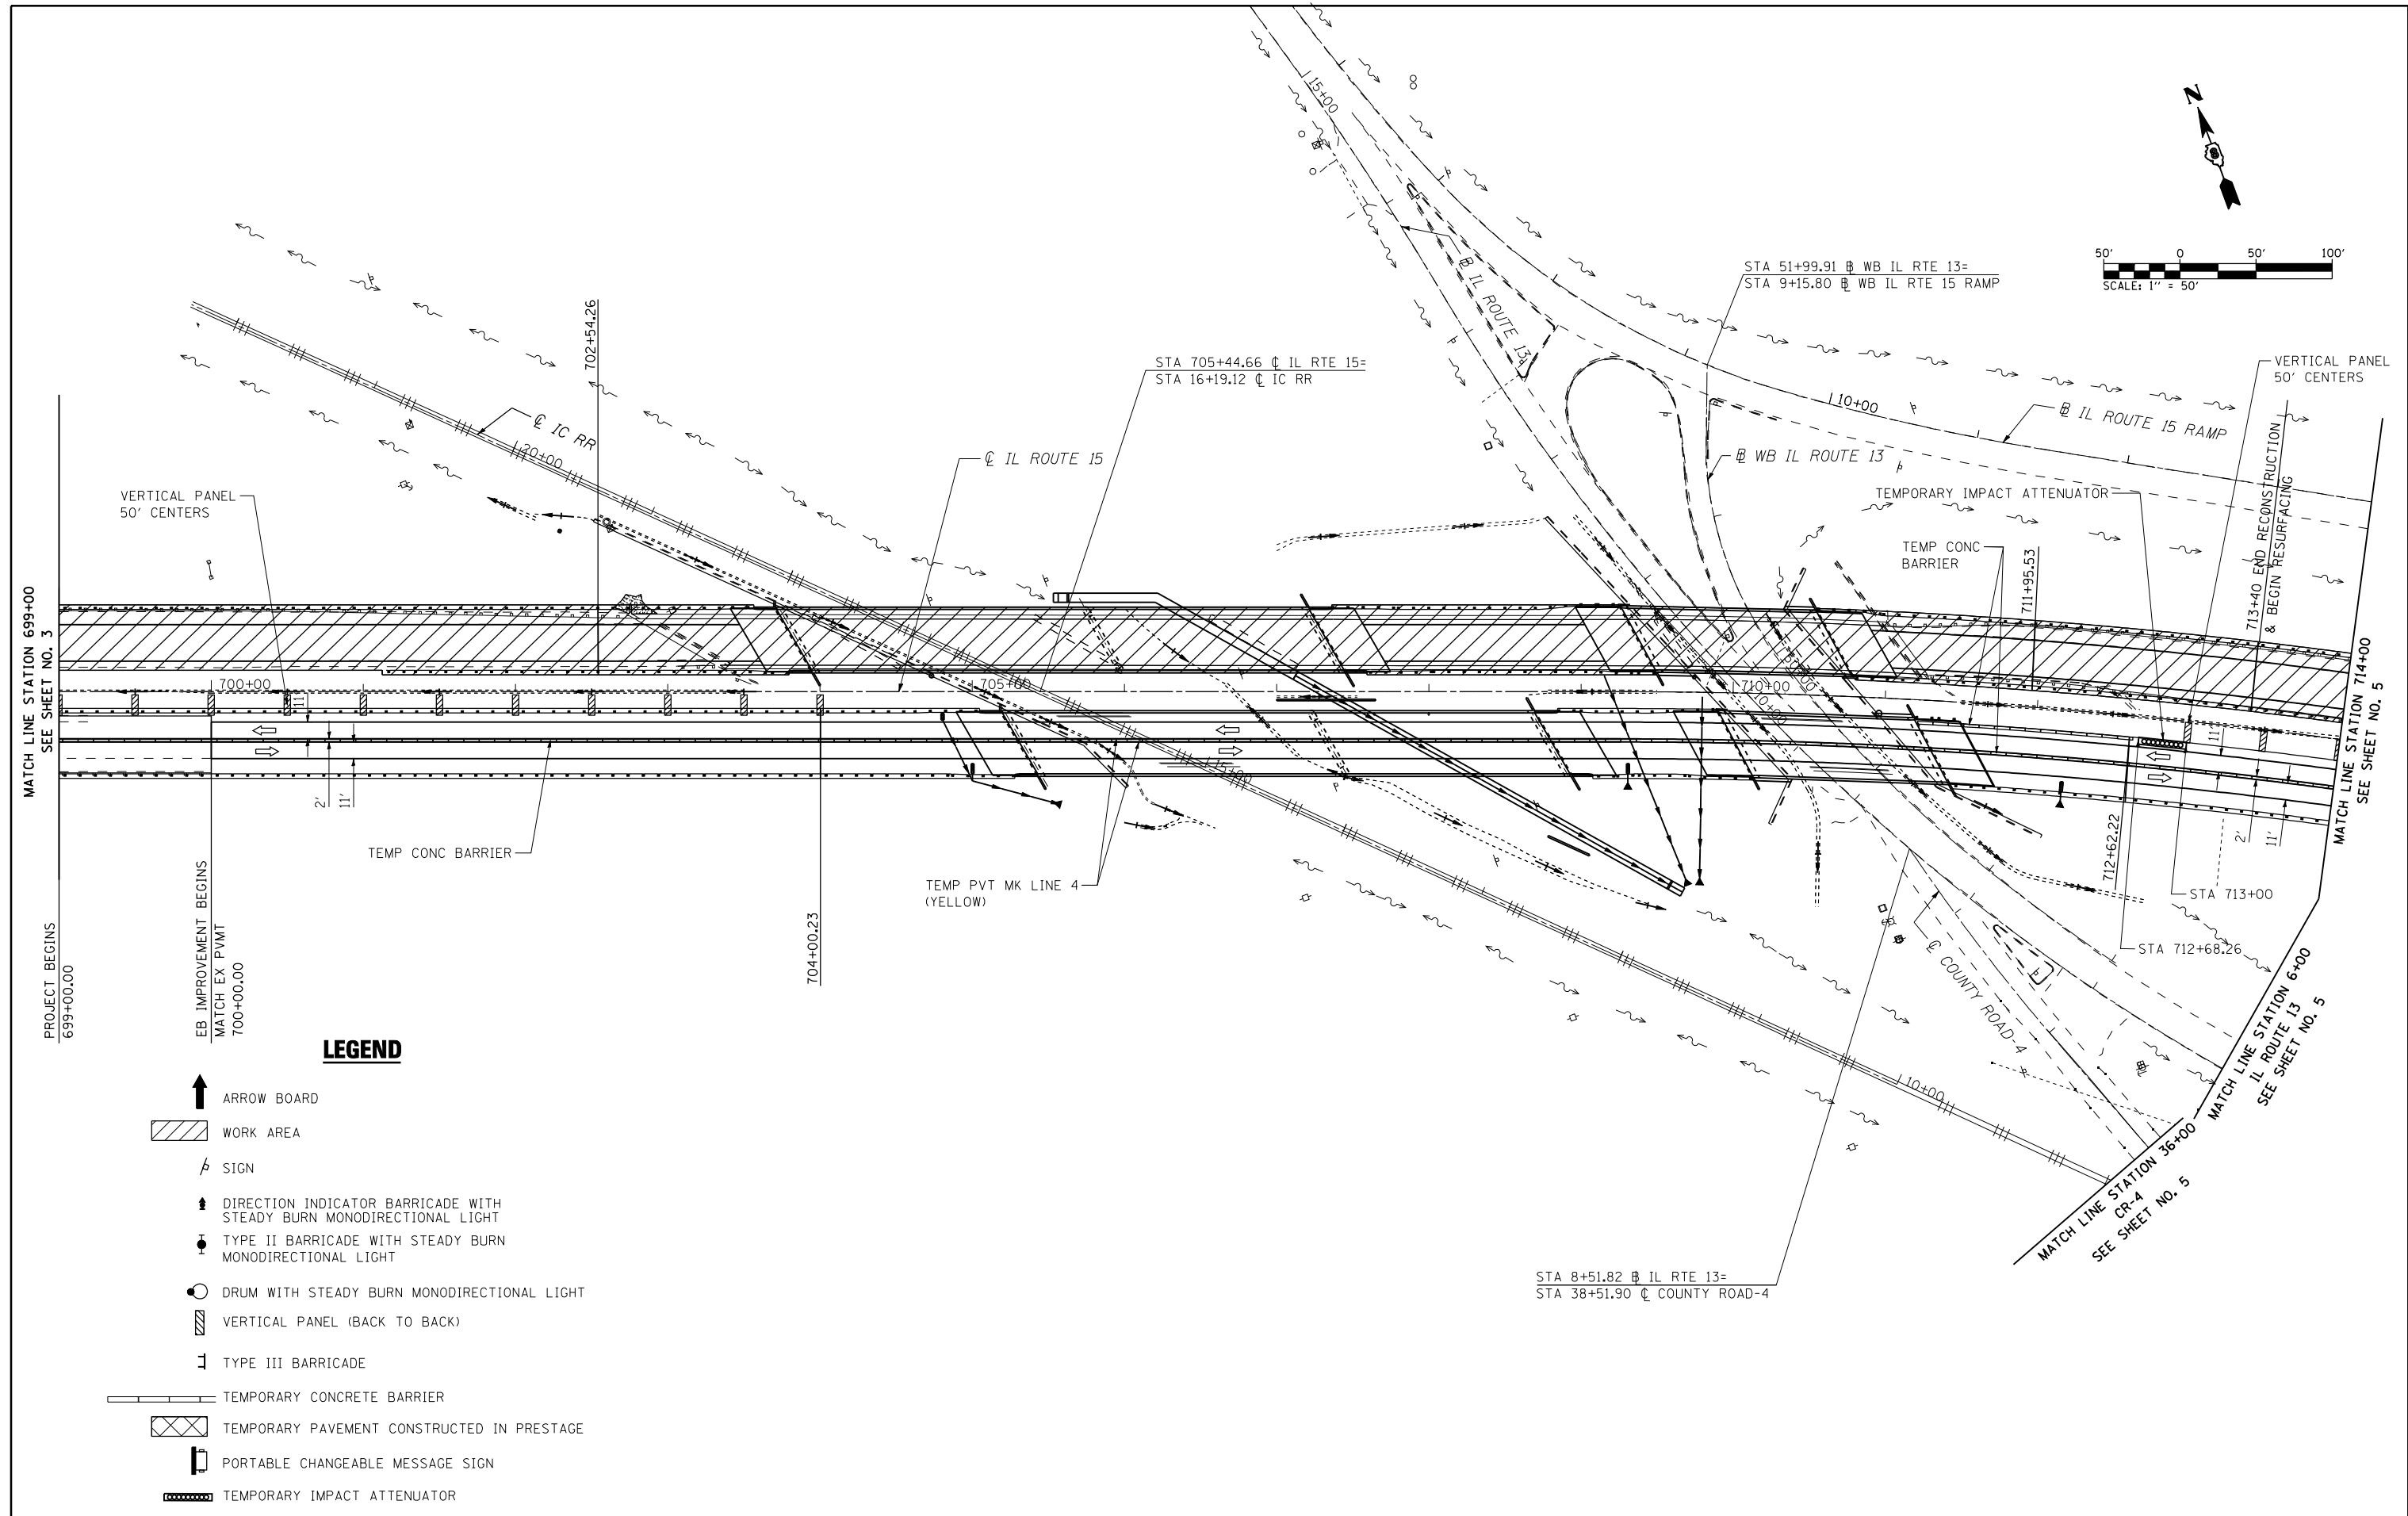 15+00
N
50' 0 50' 100'
SCALE: 1" = 50'
STA 51+99.91 ⅊ WB IL RTE 13=
STA 9+15.80 ⅊ WB IL RTE 15 RAMP
⅊ IL ROUTE 13
702+54.26
STA 705+44.66 ℄ IL RTE 15=
STA 16+19.12 ℄ IC RR
VERTICAL PANEL
50' CENTERS
10+00
⅊ IL ROUTE 15 RAMP
℄ IC RR
20+00
℄ IL ROUTE 15
⅊ WB IL ROUTE 13
VERTICAL PANEL
50' CENTERS
TEMPORARY IMPACT ATTENUATOR
TEMP CONC
BARRIER
711+95.53
713+40 END RECONSTRUCTION
& BEGIN RESURFACING
MATCH LINE STATION 699+00
SEE SHEET NO. 3
MATCH LINE STATION 714+00
SEE SHEET NO. 5
700+00
11'
705+00
710+00
10+00
15+00
11'
2'
11'
2'
11'
TEMP CONC BARRIER
TEMP PVT MK LINE 4
(YELLOW)
704+00.23
712+62.22
STA 713+00
STA 712+68.26
℄ COUNTY ROAD-4
10+00
PROJECT BEGINS
699+00.00
EB IMPROVEMENT BEGINS
MATCH EX PVMT
700+00.00
MATCH LINE STATION 6+00
IL ROUTE 13
SEE SHEET NO. 5
MATCH LINE STATION 36+00
CR-4
SEE SHEET NO. 5
STA 8+51.82 ⅊ IL RTE 13=
STA 38+51.90 ℄ COUNTY ROAD-4
LEGEND
ARROW BOARD
WORK AREA
SIGN
DIRECTION INDICATOR BARRICADE WITH
STEADY BURN MONODIRECTIONAL LIGHT
TYPE II BARRICADE WITH STEADY BURN
MONODIRECTIONAL LIGHT
DRUM WITH STEADY BURN MONODIRECTIONAL LIGHT
VERTICAL PANEL (BACK TO BACK)
TYPE III BARRICADE
TEMPORARY CONCRETE BARRIER
TEMPORARY PAVEMENT CONSTRUCTED IN PRESTAGE
PORTABLE CHANGEABLE MESSAGE SIGN
TEMPORARY IMPACT ATTENUATOR